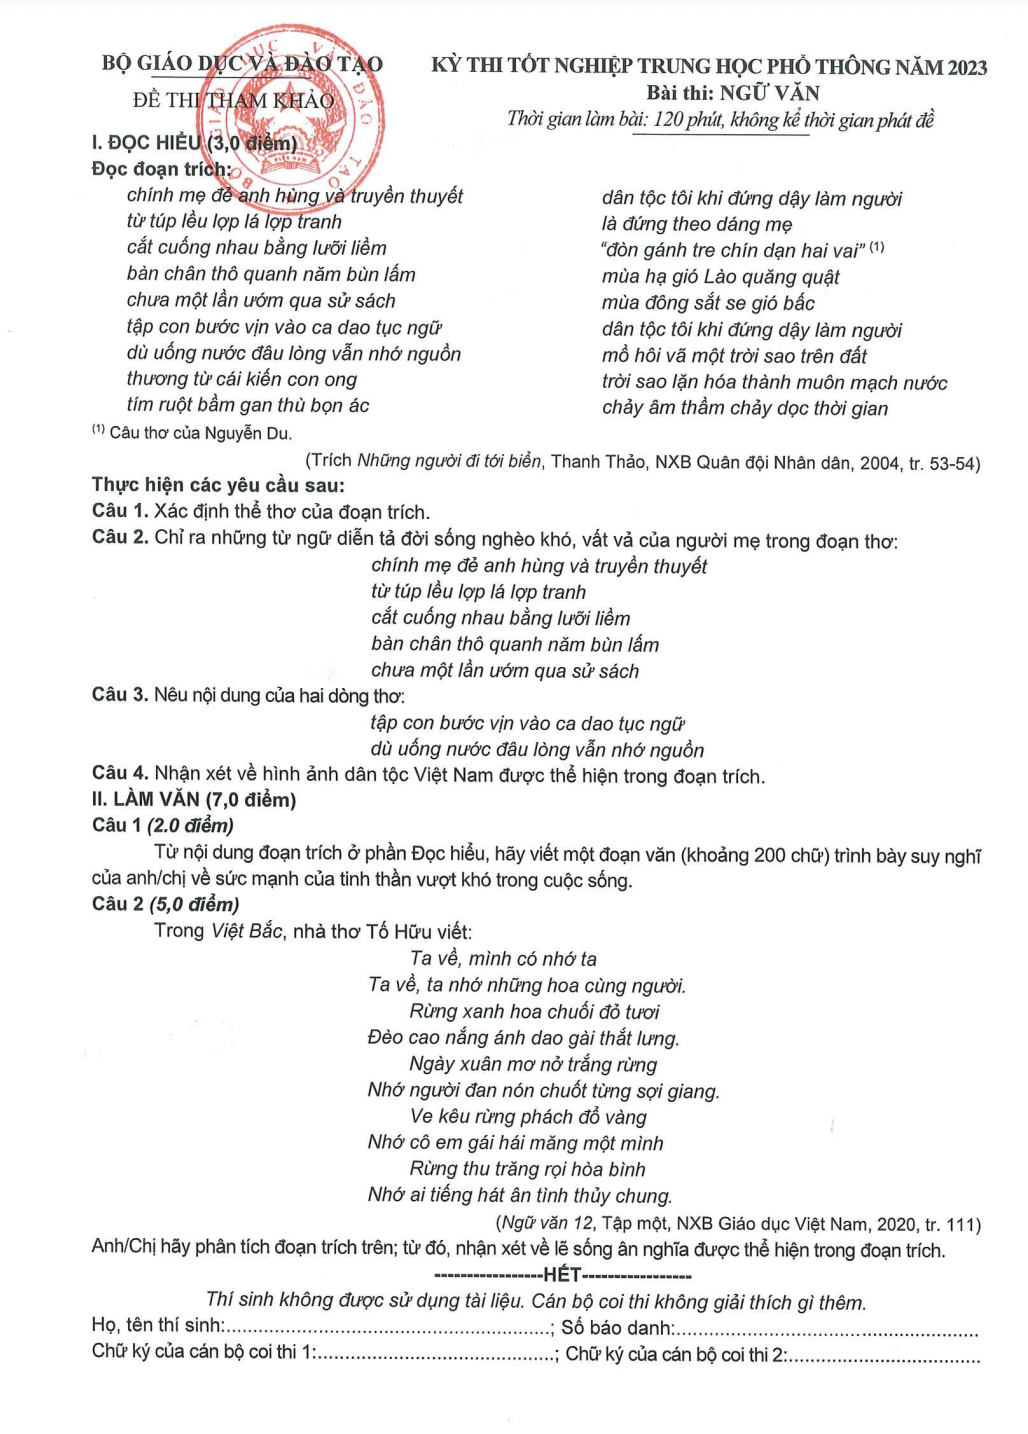 BỘ GIÁO DỤC VÀ ĐÀO TẠO
ĐỀ THI THAM KHẢO
KỲ THI TỐT NGHIỆP TRUNG HỌC PHỔ THÔNG NĂM 2023
Bài thi: NGỮ VĂN
Thời gian làm bài: 120 phút, không kể thời gian phát đề
BỘ GIÁO DỤC VÀ ĐÀO TẠO
I. ĐỌC HIỂU (3,0 điểm)
Đọc đoạn trích:
chính mẹ đẻ anh hùng và truyền thuyết
từ túp lều lợp lá lợp tranh
cắt cuống nhau bằng lưỡi liềm
bàn chân thô quanh năm bùn lấm
chưa một lần ướm qua sử sách
tập con bước vịn vào ca dao tục ngữ
dù uống nước đâu lòng vẫn nhớ nguồn
thương từ cái kiến con ong
tím ruột bầm gan thù bọn ác
dân tộc tôi khi đứng dậy làm người
là đứng theo dáng mẹ
“đòn gánh tre chín dạn hai vai” (1)
mùa hạ gió Lào quăng quật
mùa đông sắt se gió bấc
dân tộc tôi khi đứng dậy làm người
mồ hôi vã một trời sao trên đất
trời sao lặn hóa thành muôn mạch nước
chảy âm thầm chảy dọc thời gian
(1) Câu thơ của Nguyễn Du.
(Trích Những người đi tới biển, Thanh Thảo, NXB Quân đội Nhân dân, 2004, tr. 53-54)
Thực hiện các yêu cầu sau:
Câu 1. Xác định thể thơ của đoạn trích.
Câu 2. Chỉ ra những từ ngữ diễn tả đời sống nghèo khó, vất vả của người mẹ trong đoạn thơ:
chính mẹ đẻ anh hùng và truyền thuyết
từ túp lều lợp lá lợp tranh
cắt cuống nhau bằng lưỡi liềm
bàn chân thô quanh năm bùn lấm
chưa một lần ướm qua sử sách
Câu 3. Nêu nội dung của hai dòng thơ:
tập con bước vịn vào ca dao tục ngữ
dù uống nước đâu lòng vẫn nhớ nguồn
Câu 4. Nhận xét về hình ảnh dân tộc Việt Nam được thể hiện trong đoạn trích.
II. LÀM VĂN (7,0 điểm)
Câu 1 (2.0 điểm)
Từ nội dung đoạn trích ở phần Đọc hiểu, hãy viết một đoạn văn (khoảng 200 chữ) trình bày suy nghĩ
của anh/chị về sức mạnh của tinh thần vượt khó trong cuộc sống.
Câu 2 (5,0 điểm)
Trong Việt Bắc, nhà thơ Tố Hữu viết:
Ta về, mình có nhớ ta
Ta về, ta nhớ những hoa cùng người.
Rừng xanh hoa chuối đỏ tươi
Đèo cao nắng ánh dao gài thắt lưng.
Ngày xuân mơ nở trắng rừng
Nhớ người đan nón chuốt từng sợi giang.
Ve kêu rừng phách đổ vàng
Nhớ cô em gái hái măng một mình
Rừng thu trăng rọi hòa bình
Nhớ ai tiếng hát ân tình thủy chung.
(Ngữ văn 12, Tập một, NXB Giáo dục Việt Nam, 2020, tr. 111)
Anh/Chị hãy phân tích đoạn trích trên; từ đó, nhận xét về lẽ sống ân nghĩa được thể hiện trong đoạn trích.
-----------------HẾT-----------------
Thí sinh không được sử dụng tài liệu. Cán bộ coi thi không giải thích gì thêm.
Họ, tên thí sinh:..........................................................; Số báo danh:......................................................
Chữ ký của cán bộ coi thi 1:..........................................; Chữ ký của cán bộ coi thi 2:..................................